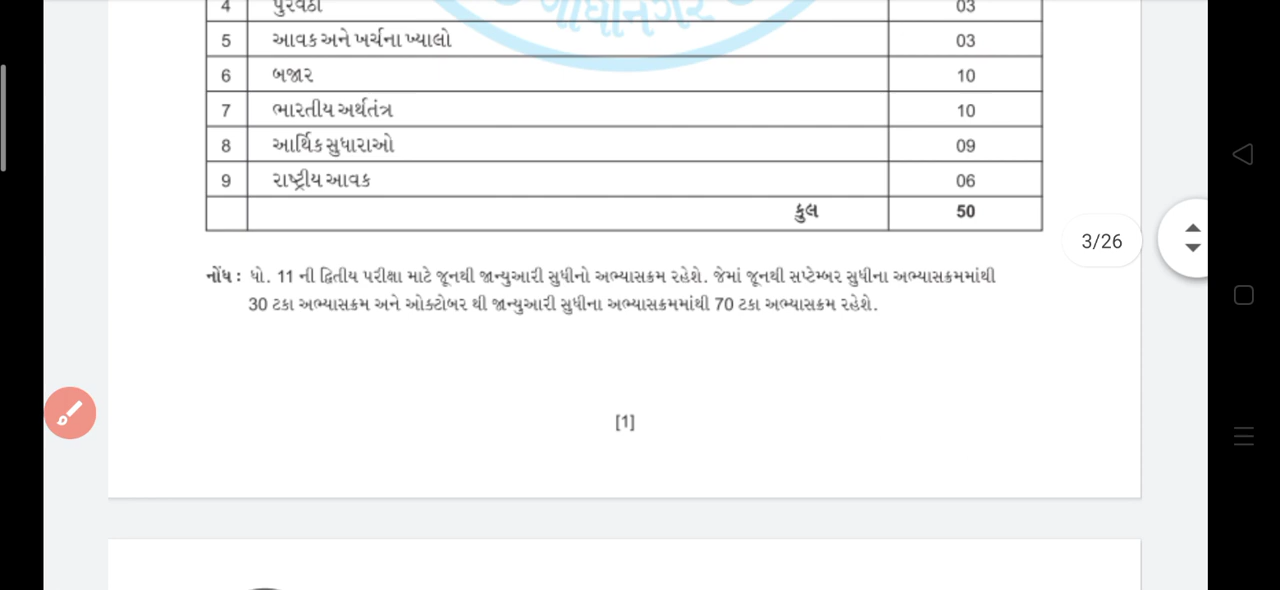 4 પુરવઠો 03
ગાંધીનગર
5 આવક અને ખર્ચના ખ્યાલો 03
6 બજાર 10
7 ભારતીય અર્થતંત્ર 10
8 આર્થિક સુધારાઓ 09
9 રાષ્ટ્રીય આવક 06
કુલ 50
3/26
નોંધ : ધો. 11 ની દ્વિતીય પરીક્ષા માટે જૂનથી જાન્યુઆરી સુધીનો અભ્યાસક્રમ રહેશે. જેમાં જૂનથી સપ્ટેમ્બર સુધીના અભ્યાસક્રમમાંથી
30 ટકા અભ્યાસક્રમ અને ઓક્ટોબર થી જાન્યુઆરી સુધીના અભ્યાસક્રમમાંથી 70 ટકા અભ્યાસક્રમ રહેશે.
[1]